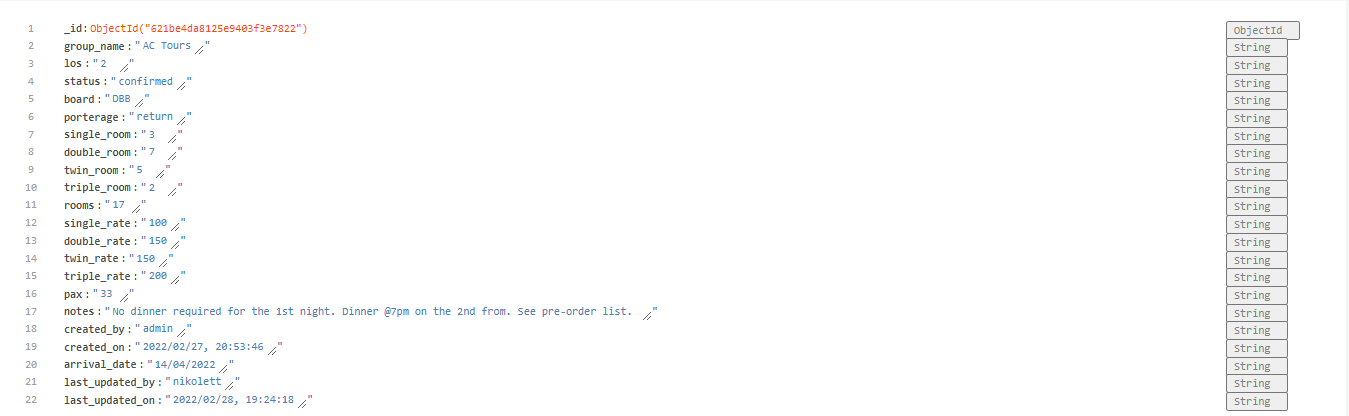 1 _id:ObjectId("621be4da8125e9403f3e7822") ObjectId
2 group_name:"AC Tours" String
3 los:"2" String
4 status:"confirmed" String
5 board:"DBB" String
6 porterage:"return" String
7 single_room:"3" String
8 double_room:"7" String
9 twin_room:"5" String
10 triple_room:"2" String
11 rooms:"17" String
12 single_rate:"100" String
13 double_rate:"150" String
14 twin_rate:"150" String
15 triple_rate:"200" String
16 pax:"33" String
17 notes:"No dinner required for the 1st night. Dinner @7pm on the 2nd from. See pre-order list." String
18 created_by:"admin" String
19 created_on:"2022/02/27, 20:53:46" String
20 arrival_date:"14/04/2022" String
21 last_updated_by:"nikolett" String
22 last_updated_on:"2022/02/28, 19:24:18" String